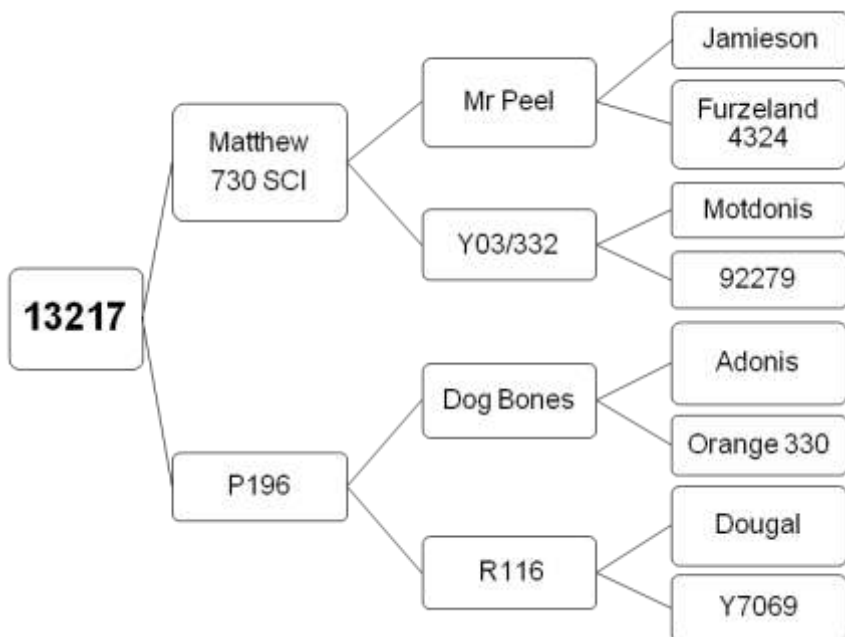 Jamieson
Mr Peel
Furzeland
4324
Matthew
730 SCI
Motdonis
Y03/332
92279
13217
Adonis
Dog Bones
Orange 330
P196
Dougal
R116
Y7069